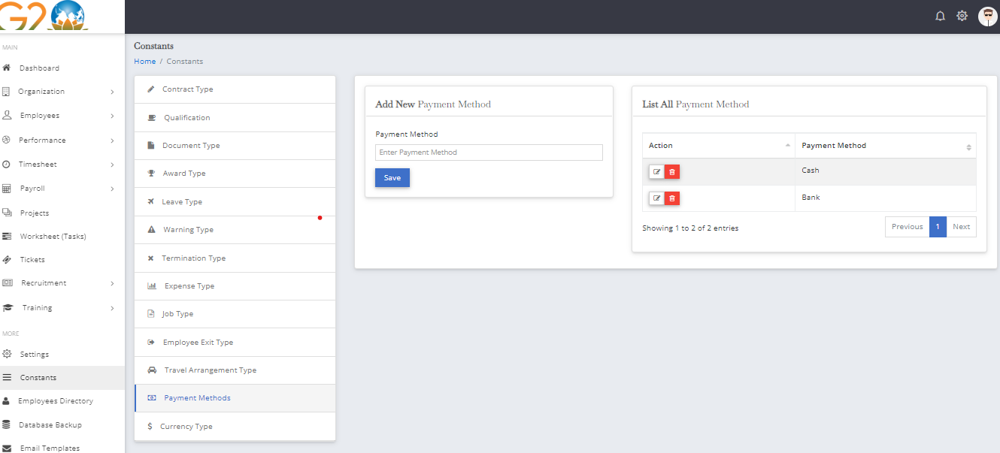 G20
MAIN
Dashboard
Organization
Employees
Performance
Timesheet
Payroll
Projects
Worksheet (Tasks)
Tickets
Recruitment
Training
MORE
Settings
Constants
Employees Directory
Database Backup
Email Templates
Constants
Home / Constants
Contract Type
Qualification
Document Type
Award Type
Leave Type
Warning Type
Termination Type
Expense Type
Job Type
Employee Exit Type
Travel Arrangement Type
Payment Methods
$ Currency Type
Add New Payment Method
Payment Method
Enter Payment Method
Save
List All Payment Method
Action Payment Method
Cash
Bank
Showing 1 to 2 of 2 entries
Previous 1 Next